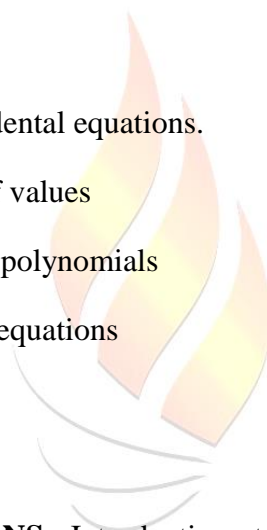 dental equations.
f values
polynomials
equations
NS: Introduction t